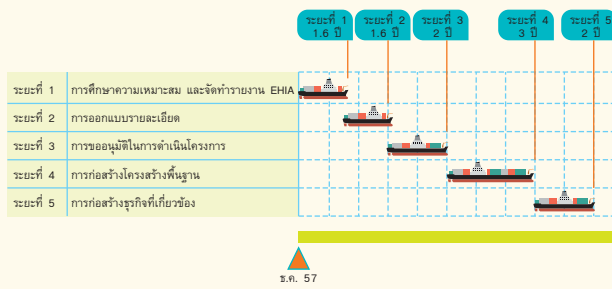 ระยะที่ 1 ระยะที่ 2 ระยะที่ 3 ระยะที่ 4 ระยะที่ 5
1.6 ปี 1.6 ปี 2 ปี 3 ปี 2 ปี
ระยะที่ 1 การศึกษาความเหมาะสม และจัดทำรายงาน EHIA
ระยะที่ 2 การออกแบบรายละเอียด
ระยะที่ 3 การขออนุมัติในการดำเนินโครงการ
ระยะที่ 4 การก่อสร้างโครงสร้างพื้นฐาน
ระยะที่ 5 การก่อสร้างธุรกิจที่เกี่ยวข้อง
ธ.ค. 57